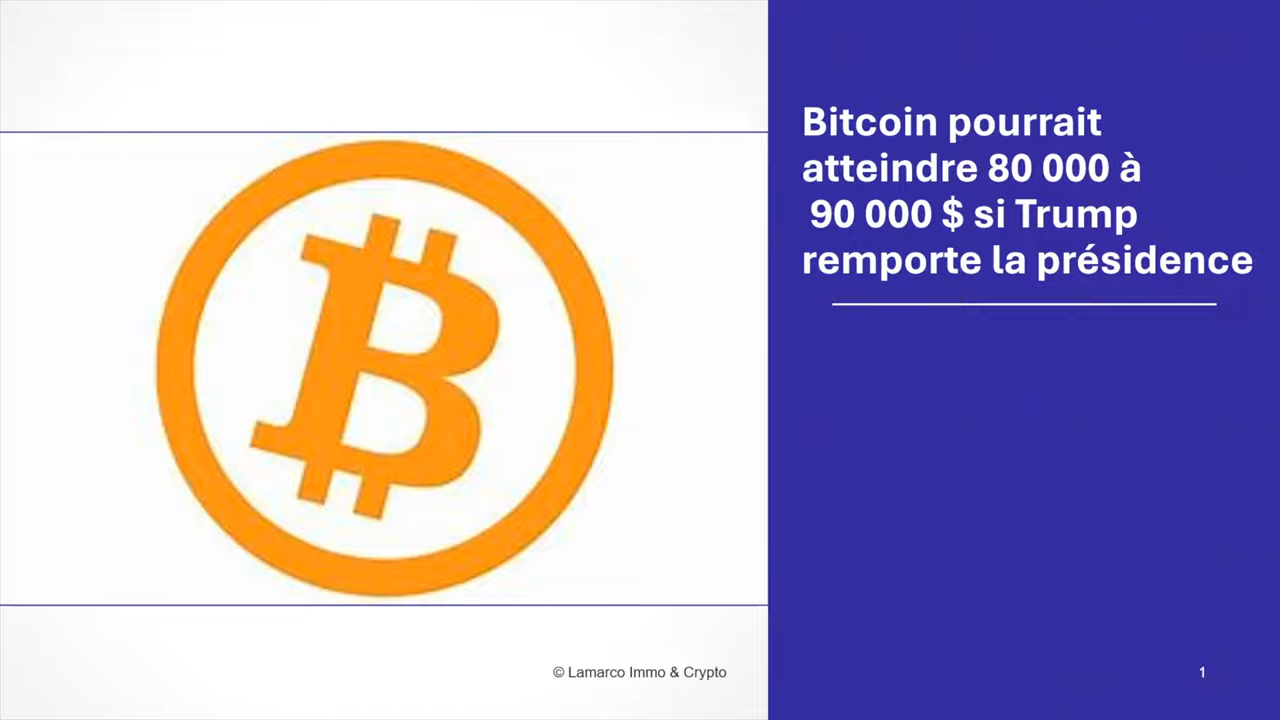 Bitcoin pourrait
atteindre 80 000 à
90 000 $ si Trump
remporte la présidence
© Lamarco Immo & Crypto
1